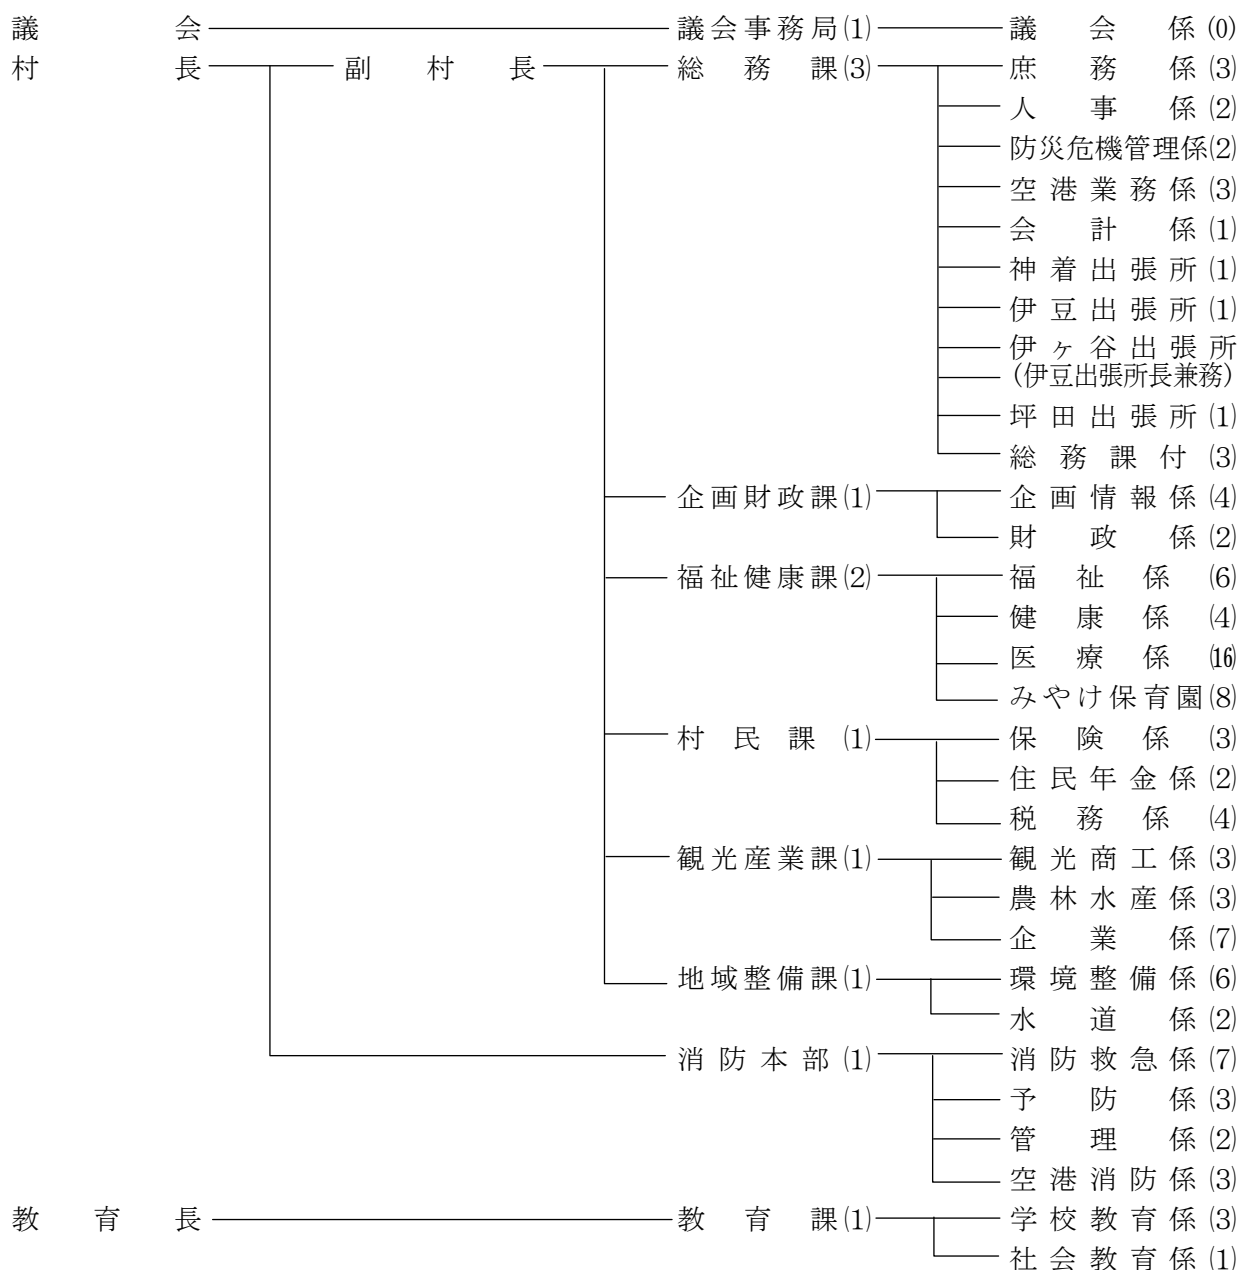 議会 議会事務局(1) 議会係(0)
村長 副村長 総務課(3) 庶務係(3)
人事係(2)
防災危機管理係(2)
空港業務係(3)
会計係(1)
神着出張所(1)
伊豆出張所(1)
伊ヶ谷出張所
(伊豆出張所長兼務)
坪田出張所(1)
総務課付(3)
企画財政課(1) 企画情報係(4)
財政係(2)
福祉健康課(2) 福祉係(6)
健康係(4)
医療係(16)
みやけ保育園(8)
村民課(1) 保険係(3)
住民年金係(2)
税務係(4)
観光産業課(1) 観光商工係(3)
農林水産係(3)
企業係(7)
地域整備課(1) 環境整備係(6)
水道係(2)
消防本部(1) 消防救急係(7)
予防係(3)
管理係(2)
空港消防係(3)
教育長 教育課(1) 学校教育係(3)
社会教育係(1)